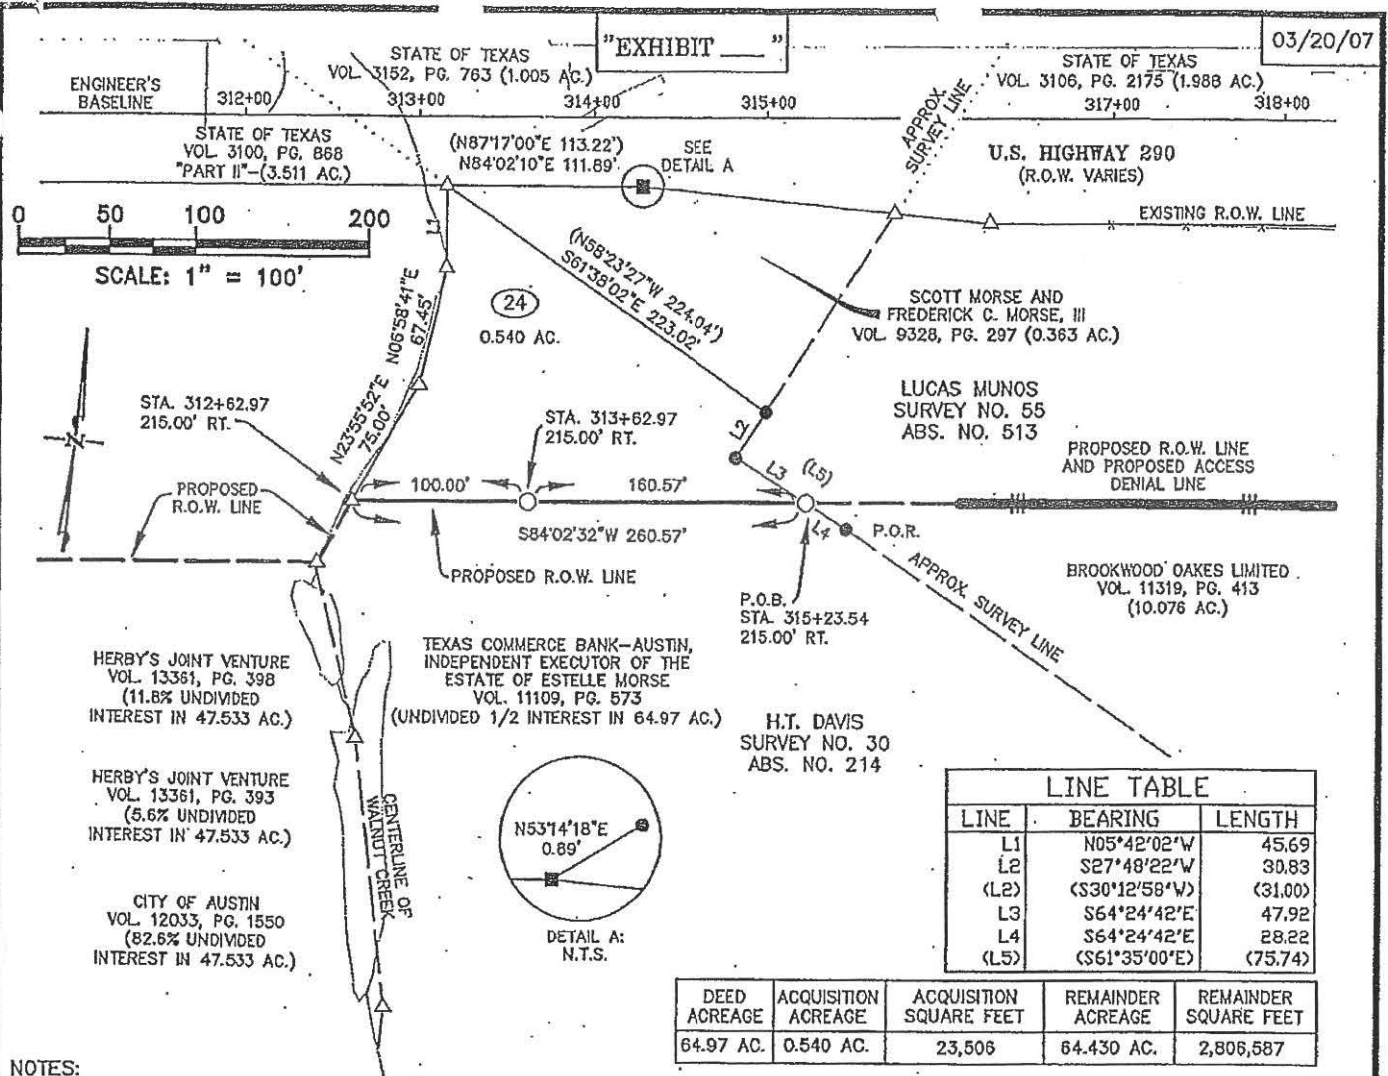 "EXHIBIT ____"
03/20/07
ENGINEER'S
BASELINE
312+00
313+00
314+00
315+00
317+00
318+00
STATE OF TEXAS
VOL. 3152, PG. 763 (1.005 AC.)
STATE OF TEXAS
VOL. 3106, PG. 2175 (1.988 AC.)
STATE OF TEXAS
VOL. 3100, PG. 868
"PART II"-(3.511 AC.)
(N87°17'00"E 113.22')
N84°02'10"E 111.89'
SEE
DETAIL A
APPROX.
SURVEY LINE
U.S. HIGHWAY 290
(R.O.W. VARIES)
EXISTING R.O.W. LINE
0 50 100 200
SCALE: 1" = 100'
L1
N06°58'41"E
67.45'
24
0.540 AC.
(N58°23'27"W 224.04')
S61°38'02"E 223.02'
SCOTT MORSE AND
FREDERICK C. MORSE, III
VOL. 9328, PG. 297 (0.363 AC.)
N
N23°55'52"E
75.00'
STA. 312+62.97
215.00' RT.
STA. 313+62.97
215.00' RT.
LUCAS MUNOS
SURVEY NO. 55
ABS. NO. 513
L2
L3
(L5)
L4
PROPOSED R.O.W. LINE
AND PROPOSED ACCESS
DENIAL LINE
PROPOSED
R.O.W. LINE
100.00'
160.57'
S84°02'32"W 260.57'
P.O.R.
PROPOSED R.O.W. LINE
APPROX. SURVEY LINE
P.O.B.
STA. 315+23.54
215.00' RT.
BROOKWOOD OAKES LIMITED
VOL. 11319, PG. 413
(10.076 AC.)
HERBY'S JOINT VENTURE
VOL. 13361, PG. 398
(11.8% UNDIVIDED
INTEREST IN 47.533 AC.)
TEXAS COMMERCE BANK-AUSTIN,
INDEPENDENT EXECUTOR OF THE
ESTATE OF ESTELLE MORSE
VOL. 11109, PG. 573
(UNDIVIDED 1/2 INTEREST IN 64.97 AC.)
H.T. DAVIS
SURVEY NO. 30
ABS. NO. 214
HERBY'S JOINT VENTURE
VOL. 13361, PG. 393
(5.6% UNDIVIDED
INTEREST IN 47.533 AC.)
CENTERLINE OF
WALNUT CREEK
N53°14'18"E
0.89'
DETAIL A:
N.T.S.
CITY OF AUSTIN
VOL. 12033, PG. 1550
(82.6% UNDIVIDED
INTEREST IN 47.533 AC.)
LINE TABLE
LINE BEARING LENGTH
L1 N05°42'02"W 45.69
L2 S27°48'22"W 30.83
(L2) (S30°12'58"W) (31.00)
L3 S64°24'42"E 47.92
L4 S64°24'42"E 28.22
(L5) (S61°35'00"E) (75.74)
DEED ACREAGE ACQUISITION ACREAGE ACQUISITION SQUARE FEET REMAINDER ACREAGE REMAINDER SQUARE FEET
64.97 AC. 0.540 AC. 23,506 64.430 AC. 2,806,587
NOTES: